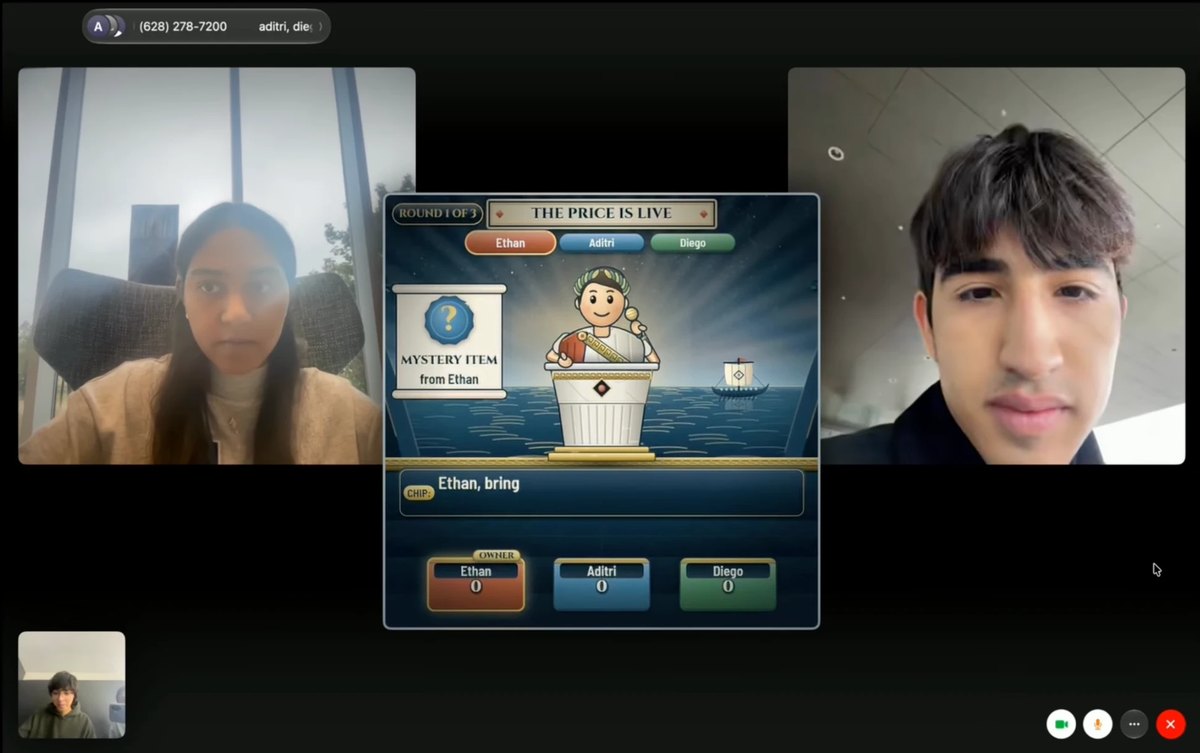 A
(628) 278-7200
aditri, die
ROUND 1 OF 3
THE PRICE IS LIVE
Ethan
Aditri
Diego
?
MYSTERY ITEM
from Ethan
CHIP:
Ethan, bring
OWNER
Ethan
0
Aditri
0
Diego
0